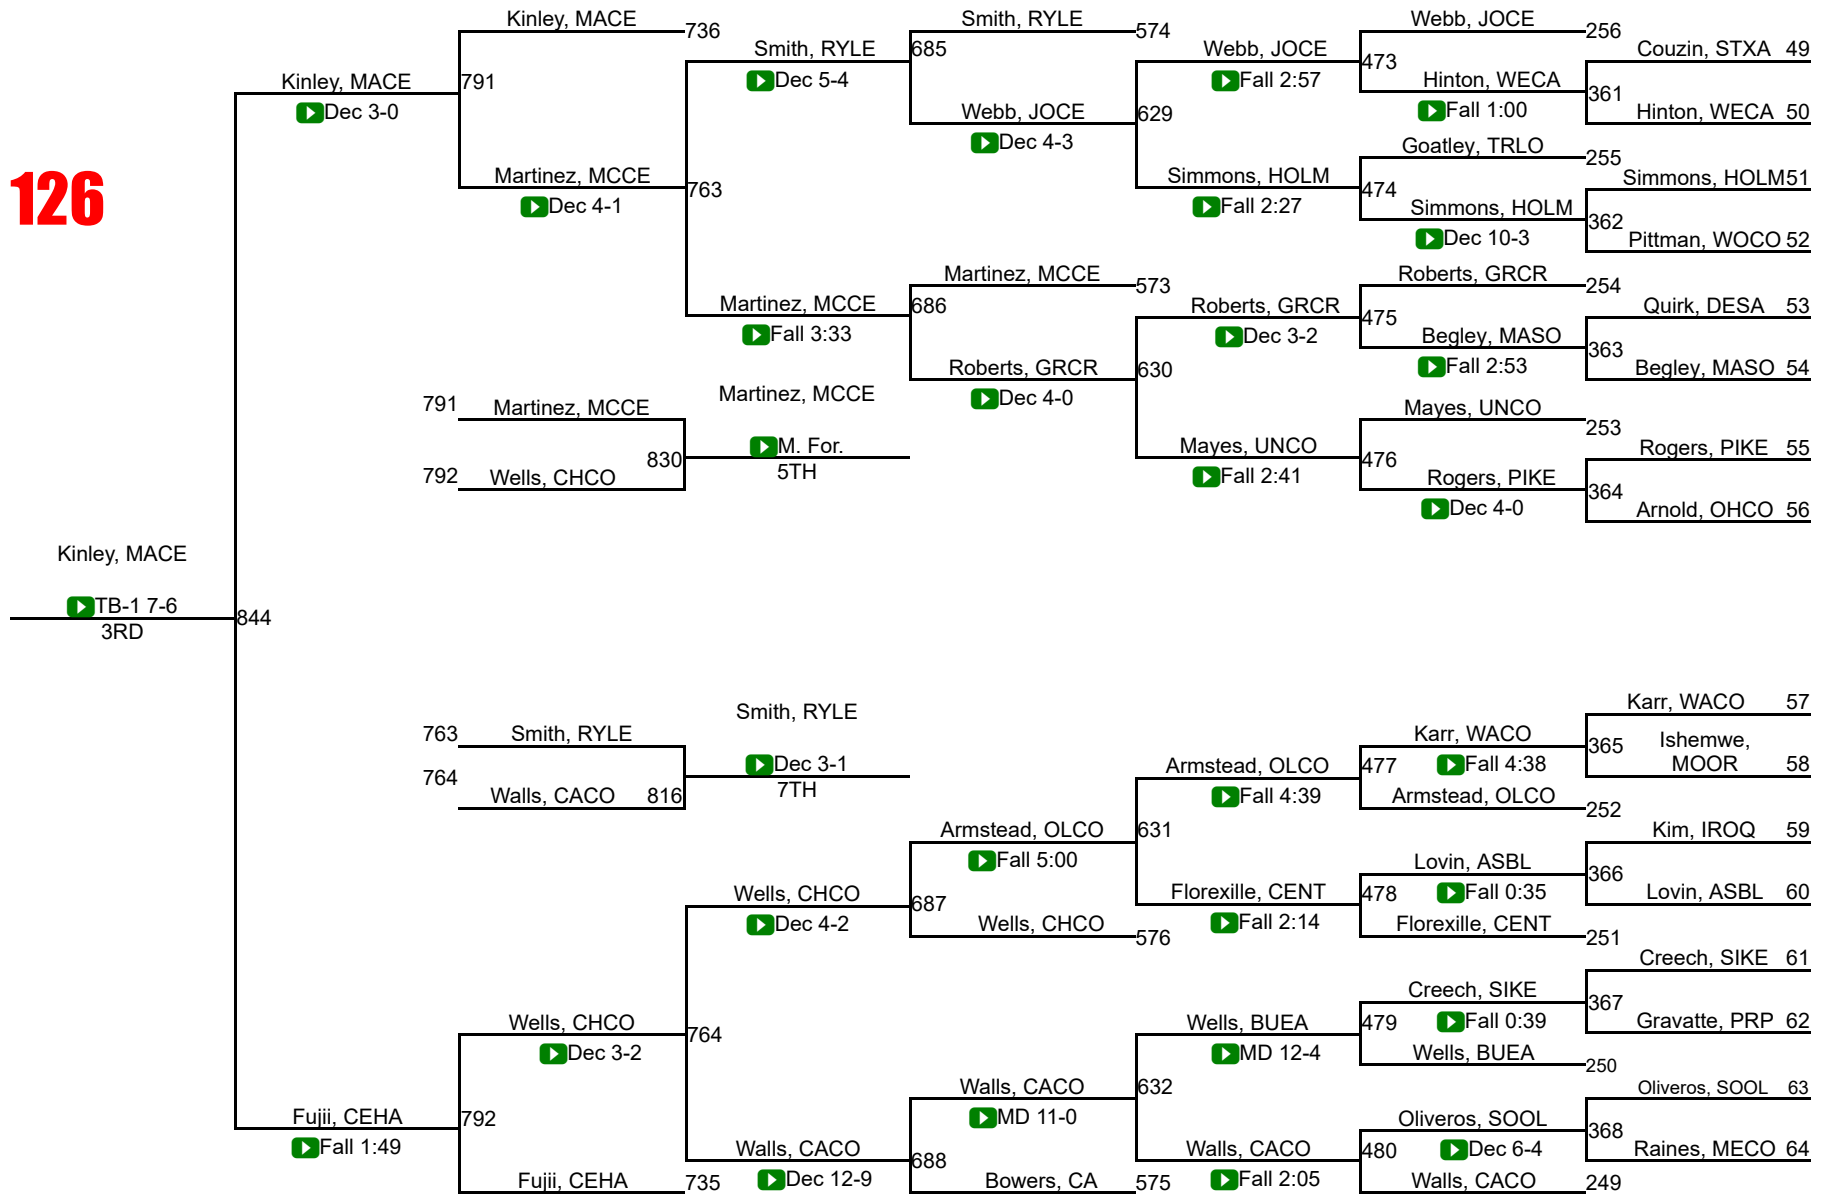 126
Kinley, MACE
TB-1 7-6
3RD
844
Kinley, MACE
Dec 3-0
Fujii, CEHA
Fall 1:49
Kinley, MACE
736
791
Martinez, MCCE
Dec 4-1
791
Martinez, MCCE
792
Wells, CHCO
830
Martinez, MCCE
M. For.
5TH
763
Smith, RYLE
764
Walls, CACO
816
Smith, RYLE
Dec 3-1
7TH
Wells, CHCO
Dec 3-2
792
Fujii, CEHA
735
Smith, RYLE
Dec 5-4
763
Martinez, MCCE
Fall 3:33
Wells, CHCO
Dec 4-2
764
Walls, CACO
Dec 12-9
Smith, RYLE
574
685
Webb, JOCE
Dec 4-3
Martinez, MCCE
573
686
Roberts, GRCR
Dec 4-0
Armstead, OLCO
Fall 5:00
687
Wells, CHCO
576
Walls, CACO
MD 11-0
688
Bowers, CA
575
Webb, JOCE
Fall 2:57
629
Simmons, HOLM
Fall 2:27
Roberts, GRCR
Dec 3-2
630
Mayes, UNCO
Fall 2:41
Armstead, OLCO
Fall 4:39
631
Florexille, CENT
Fall 2:14
Wells, BUEA
MD 12-4
632
Walls, CACO
Fall 2:05
Webb, JOCE
256
473
Hinton, WECA
Fall 1:00
Goatley, TRLO
255
474
Simmons, HOLM
Dec 10-3
Roberts, GRCR
254
475
Begley, MASO
Fall 2:53
Mayes, UNCO
253
476
Rogers, PIKE
Dec 4-0
Karr, WACO
Fall 4:38
477
Armstead, OLCO
252
Lovin, ASBL
Fall 0:35
478
Florexille, CENT
251
Creech, SIKE
Fall 0:39
479
Wells, BUEA
250
Oliveros, SOOL
Dec 6-4
480
Walls, CACO
249
Couzin, STXA 49
361
Hinton, WECA 50
Simmons, HOLM51
362
Pittman, WOCO 52
Quirk, DESA 53
363
Begley, MASO 54
Rogers, PIKE 55
364
Arnold, OHCO 56
Karr, WACO 57
365
Ishemwe,
MOOR 58
Kim, IROQ 59
366
Lovin, ASBL 60
Creech, SIKE 61
367
Gravatte, PRP 62
Oliveros, SOOL 63
368
Raines, MECO 64